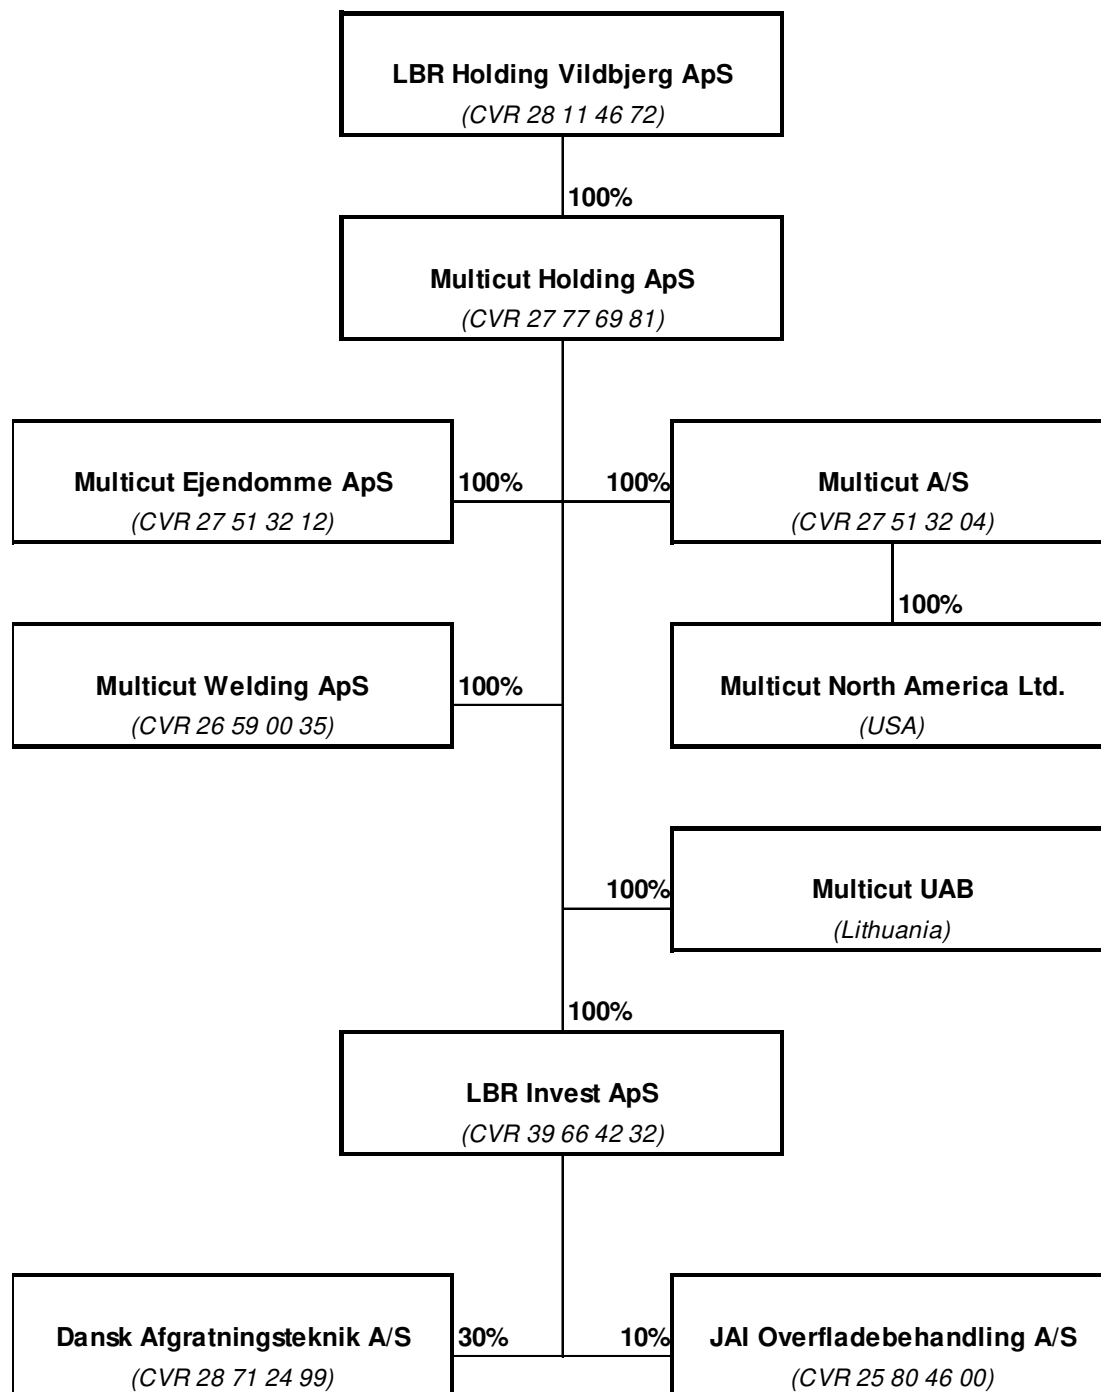 LBR Holding Vildbjerg ApS
(CVR 28 11 46 72)
100%
Multicut Holding ApS
(CVR 27 77 69 81)
Multicut Ejendomme ApS
(CVR 27 51 32 12)
100%
100%
Multicut A/S
(CVR 27 51 32 04)
100%
Multicut Welding ApS
(CVR 26 59 00 35)
100%
Multicut North America Ltd.
(USA)
100%
Multicut UAB
(Lithuania)
100%
LBR Invest ApS
(CVR 39 66 42 32)
Dansk Afgratningsteknik A/S
(CVR 28 71 24 99)
30%
10%
JAI Overfladebehandling A/S
(CVR 25 80 46 00)